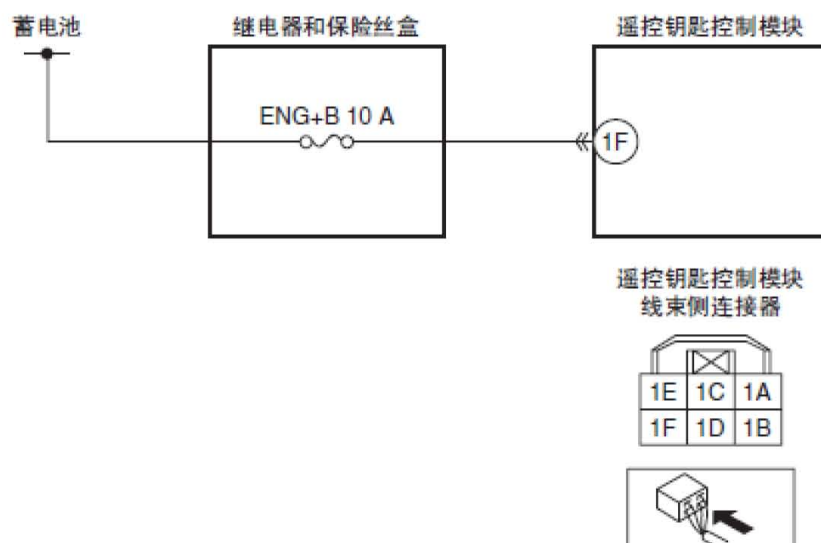 蓄电池
继电器和保险丝盒
遥控钥匙控制模块
ENG+B 10 A
1F
遥控钥匙控制模块
线束侧连接器
1E 1C 1A
1F 1D 1B